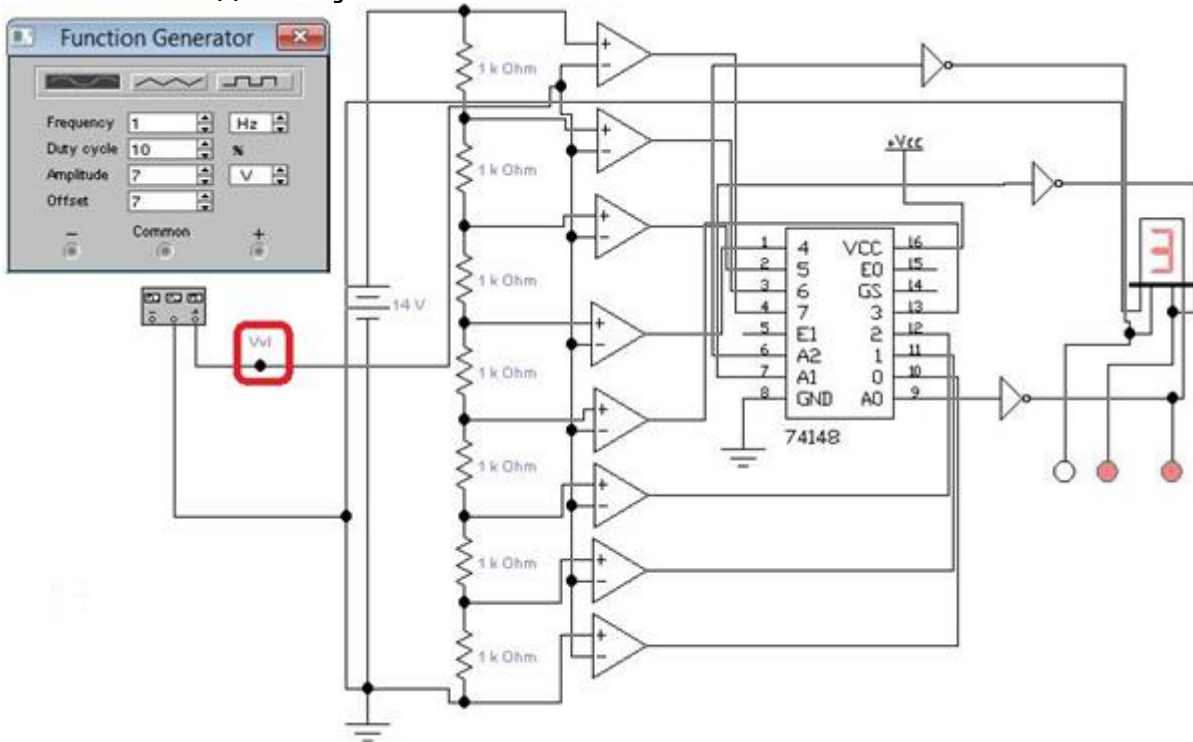 Function Generator
Frequency 1 Hz
Duty cycle 10 %
Amplitude 7 V
Offset 7
− Common +
Vvl
14 V
1 k Ohm
1 k Ohm
1 k Ohm
1 k Ohm
1 k Ohm
1 k Ohm
1 k Ohm
+Vcc
1 4 VCC 16
2 5 EO 15
3 6 GS 14
4 7 3 13
5 E1 2 12
6 A2 1 11
7 A1 0 10
8 GND A0 9
74148
3